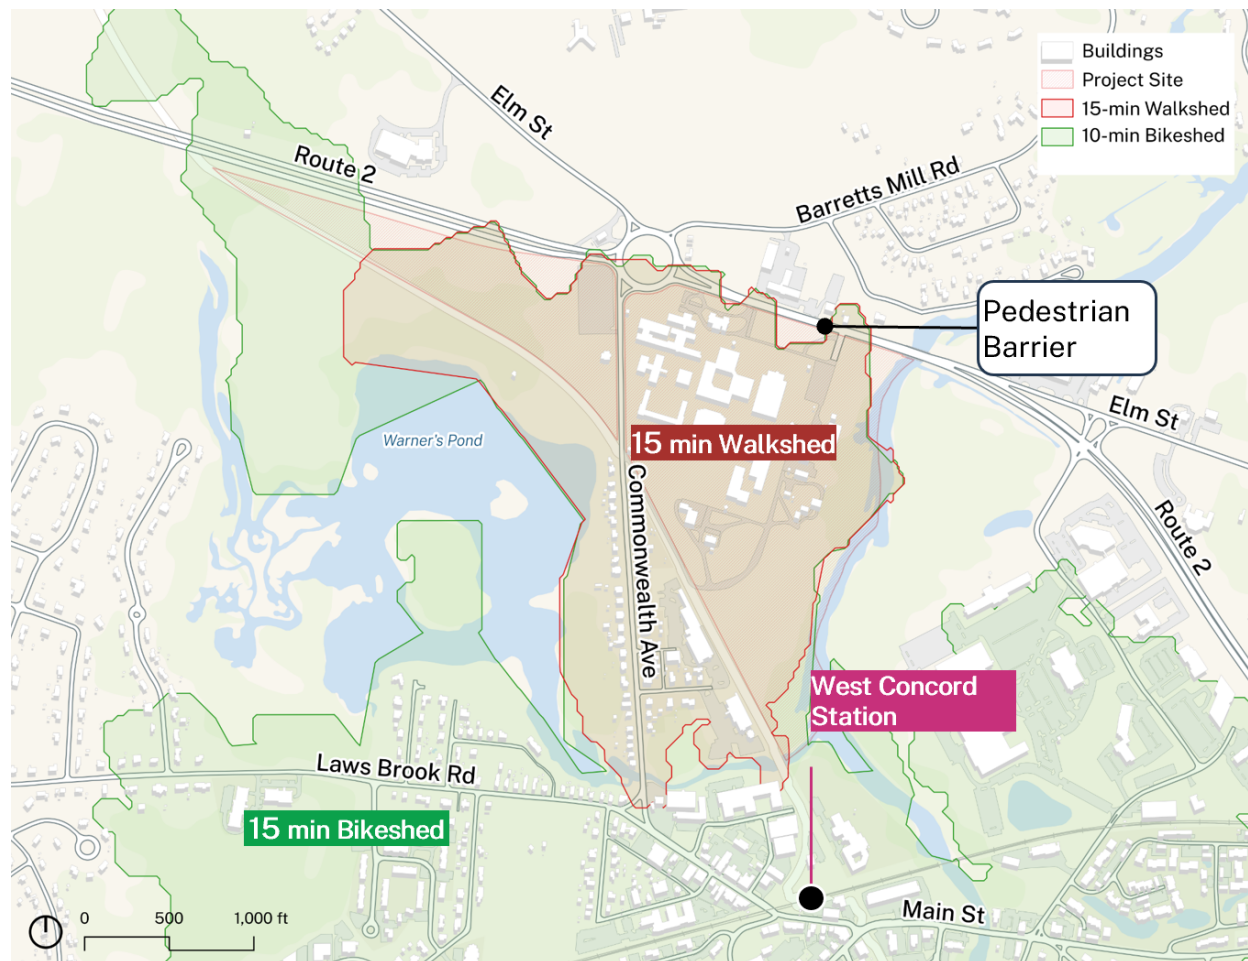 Buildings
Project Site
15-min Walkshed
10-min Bikeshed
Elm St
Route 2
Barretts Mill Rd
Pedestrian
Barrier
Elm St
Warner's Pond
15 min Walkshed
Commonwealth Ave
Route 2
West Concord
Station
Laws Brook Rd
15 min Bikeshed
Main St
0 500 1,000 ft